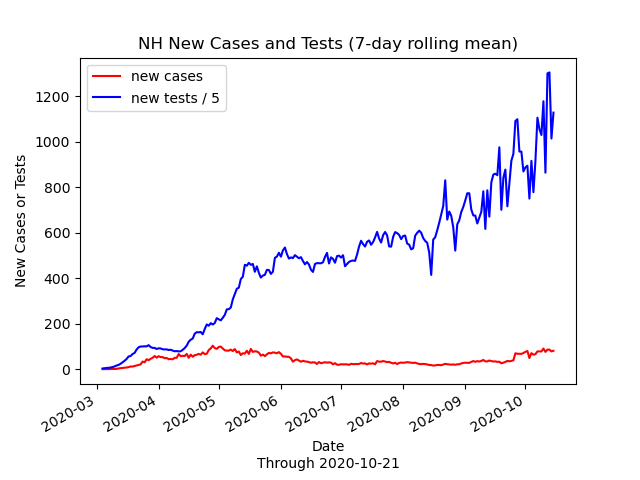 NH New Cases and Tests (7-day rolling mean)
new cases
new tests / 5
New Cases or Tests
1200
1000
800
600
400
200
0
2020-03
2020-04
2020-05
2020-06
2020-07
2020-08
2020-09
2020-10
Date
Through 2020-10-21